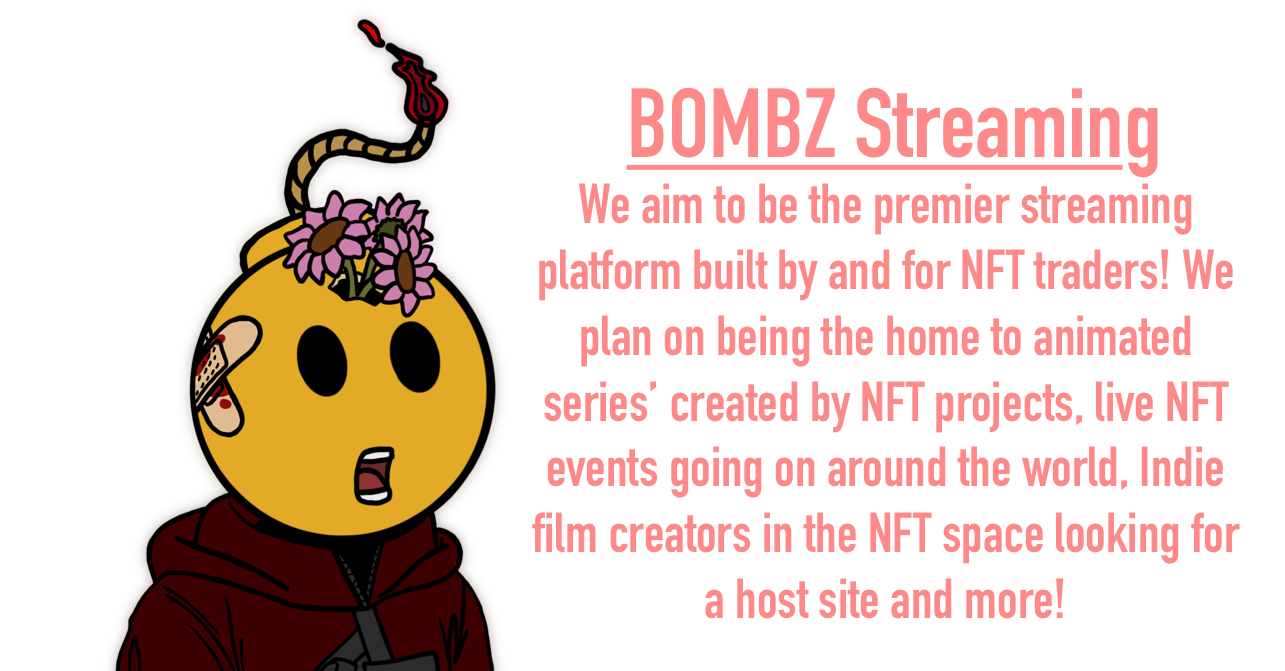 BOMBZ Streaming
We aim to be the premier streaming
platform built by and for NFT traders! We
plan on being the home to animated
series’ created by NFT projects, live NFT
events going on around the world, Indie
film creators in the NFT space looking for
a host site and more!